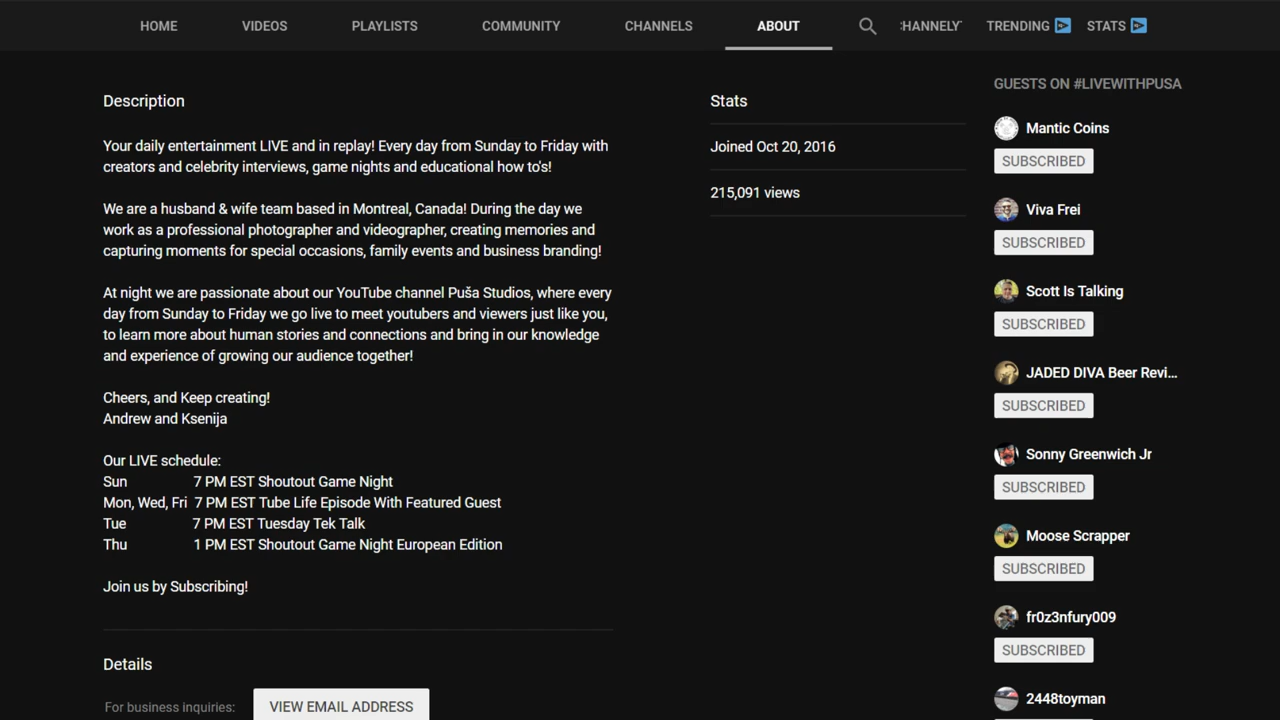 HOME VIDEOS PLAYLISTS COMMUNITY CHANNELS ABOUT CHANNELY TRENDING STATS
Description
Your daily entertainment LIVE and in replay! Every day from Sunday to Friday with
creators and celebrity interviews, game nights and educational how to's!
We are a husband & wife team based in Montreal, Canada! During the day we
work as a professional photographer and videographer, creating memories and
capturing moments for special occasions, family events and business branding!
At night we are passionate about our YouTube channel Puša Studios, where every
day from Sunday to Friday we go live to meet youtubers and viewers just like you,
to learn more about human stories and connections and bring in our knowledge
and experience of growing our audience together!
Cheers, and Keep creating!
Andrew and Ksenija
Our LIVE schedule:
Sun 7 PM EST Shoutout Game Night
Mon, Wed, Fri 7 PM EST Tube Life Episode With Featured Guest
Tue 7 PM EST Tuesday Tek Talk
Thu 1 PM EST Shoutout Game Night European Edition
Join us by Subscribing!
Details
For business inquiries: VIEW EMAIL ADDRESS
Stats
Joined Oct 20, 2016
215,091 views
GUESTS ON #LIVEWITHPUSA
Mantic Coins
SUBSCRIBED
Viva Frei
SUBSCRIBED
Scott Is Talking
SUBSCRIBED
JADED DIVA Beer Revi...
SUBSCRIBED
Sonny Greenwich Jr
SUBSCRIBED
Moose Scrapper
SUBSCRIBED
fr0z3nfury009
SUBSCRIBED
2448toyman